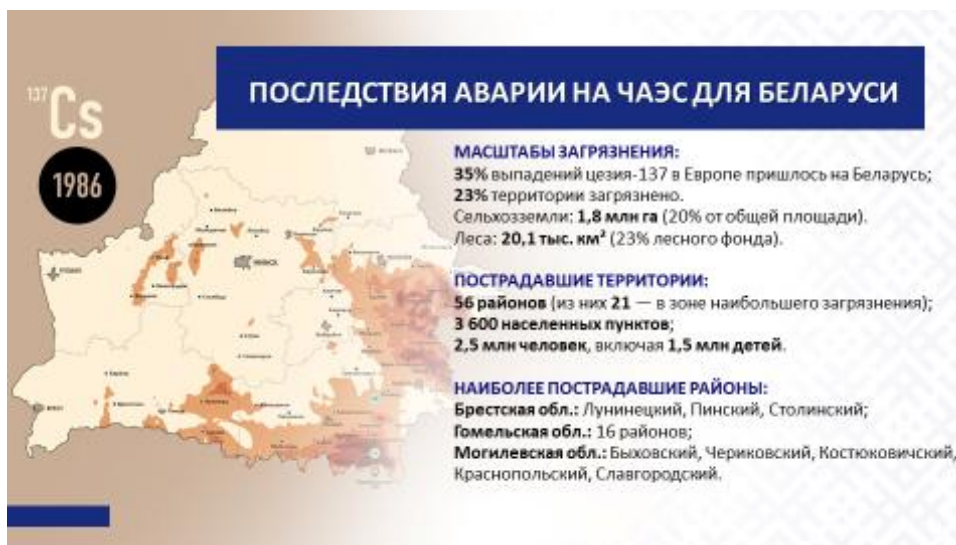 137
Cs
1986
ПОСЛЕДСТВИЯ АВАРИИ НА ЧАЭС ДЛЯ БЕЛАРУСИ
МАСШТАБЫ ЗАГРЯЗНЕНИЯ:
35% выпадений цезия-137 в Европе пришлось на Беларусь;
23% территории загрязнено.
Сельхозземли: 1,8 млн га (20% от общей площади).
Леса: 20,1 тыс. км² (23% лесного фонда).
ПОСТРАДАВШИЕ ТЕРРИТОРИИ:
56 районов (из них 21 — в зоне наибольшего загрязнения);
3 600 населенных пунктов;
2,5 млн человек, включая 1,5 млн детей.
НАИБОЛЕЕ ПОСТРАДАВШИЕ РАЙОНЫ:
Брестская обл.: Лунинецкий, Пинский, Столинский;
Гомельская обл.: 16 районов;
Могилевская обл.: Быховский, Чериковский, Костюковичский,
Краснопольский, Славгородский.